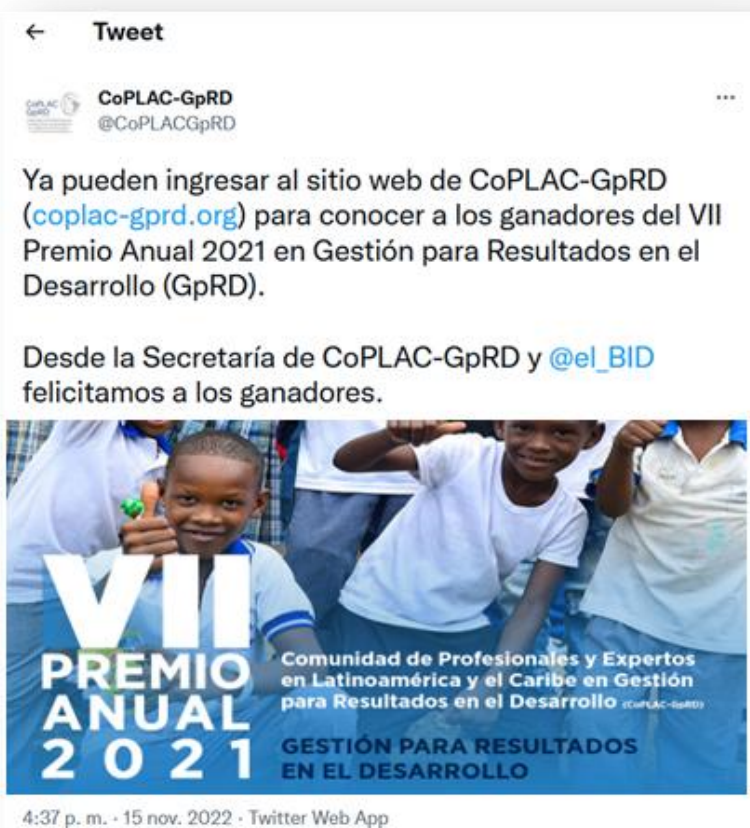 ← Tweet
CoPLAC-GpRD
@CoPLACGpRD
Ya pueden ingresar al sitio web de CoPLAC-GpRD
(coplac-gprd.org) para conocer a los ganadores del VII
Premio Anual 2021 en Gestión para Resultados en el
Desarrollo (GpRD).
Desde la Secretaría de CoPLAC-GpRD y @el_BID
felicitamos a los ganadores.
VII
PREMIO
ANUAL
2021
Comunidad de Profesionales y Expertos
en Latinoamérica y el Caribe en Gestión
para Resultados en el Desarrollo (CoPLAC-GpRD)
GESTIÓN PARA RESULTADOS
EN EL DESARROLLO
4:37 p. m. · 15 nov. 2022 · Twitter Web App